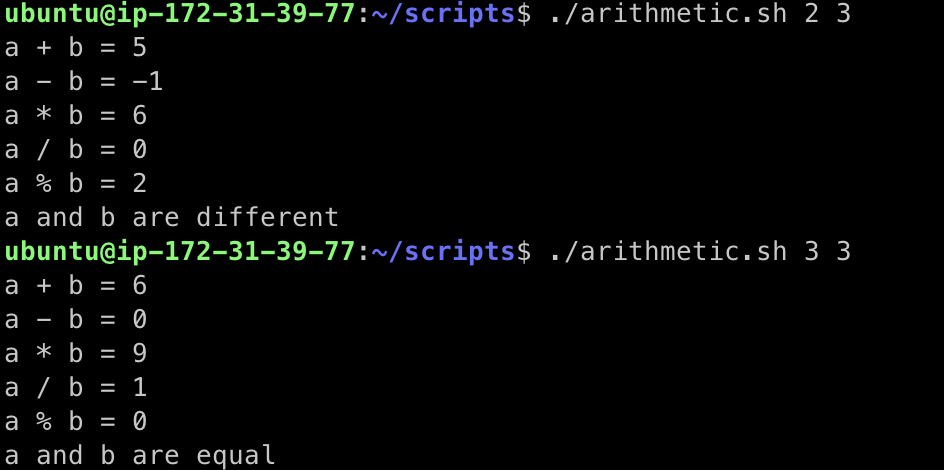 ubuntu@ip-172-31-39-77:~/scripts$ ./arithmetic.sh 2 3
a + b = 5
a - b = -1
a * b = 6
a / b = 0
a % b = 2
a and b are different
ubuntu@ip-172-31-39-77:~/scripts$ ./arithmetic.sh 3 3
a + b = 6
a - b = 0
a * b = 9
a / b = 1
a % b = 0
a and b are equal